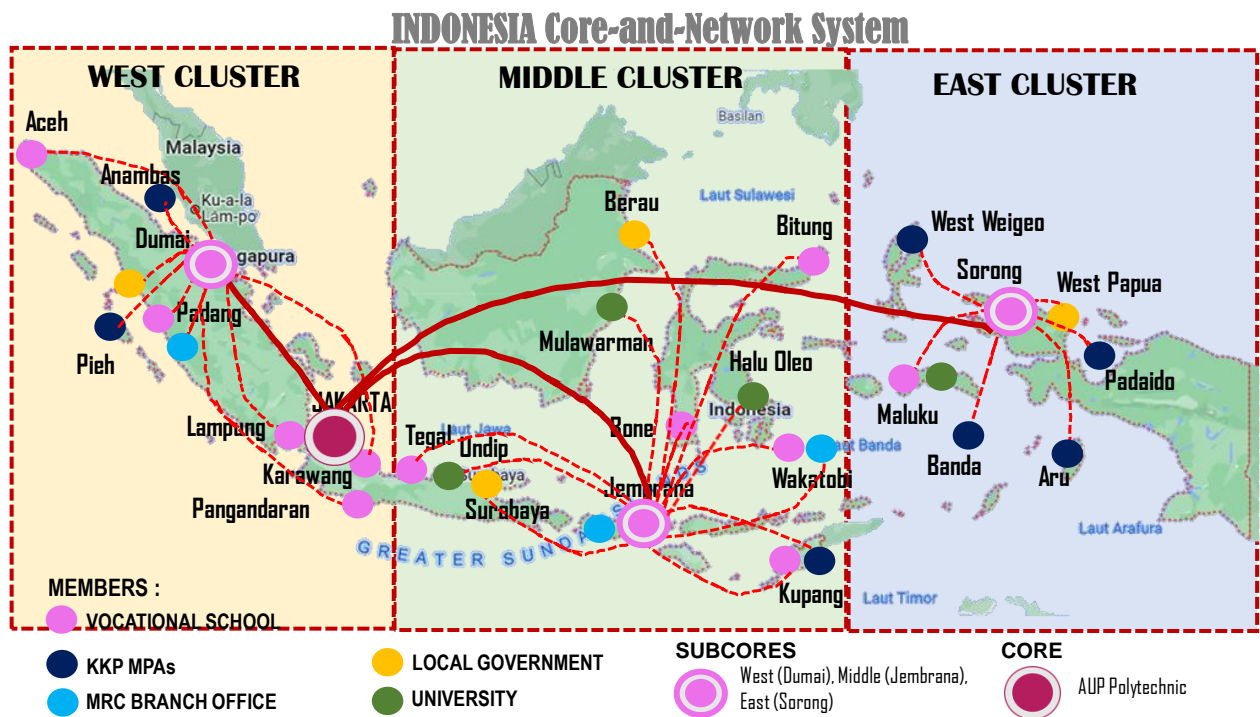 INDONESIA Core-and-Network System
WEST CLUSTER
MIDDLE CLUSTER
EAST CLUSTER
Aceh
Malaysia
Anambas
Ku-a-la
Lam-po
Dumai
gapura
Padang
Pieh
JAKARTA
Lampung
Karawang
Pangandaran
Basilan
Laut Sulawesi
Berau
Bitung
Mulawarman
Halu Oleo
Indonesia
Bone
Laut Jawa
Tegal
Undip
surabaya
Surabaya
Jembrana
Wakatobi
Kupang
GREATER SUNDA
West Weigeo
Sorong
West Papua
Padaido
Maluku
aut Banda
Banda
Aru
Laut Arafura
Laut Timor
MEMBERS :
VOCATIONAL SCHOOL
KKP MPAs
MRC BRANCH OFFICE
LOCAL GOVERNMENT
UNIVERSITY
SUBCORES
West (Dumai), Middle (Jembrana),
East (Sorong)
CORE
AUP Polytechnic